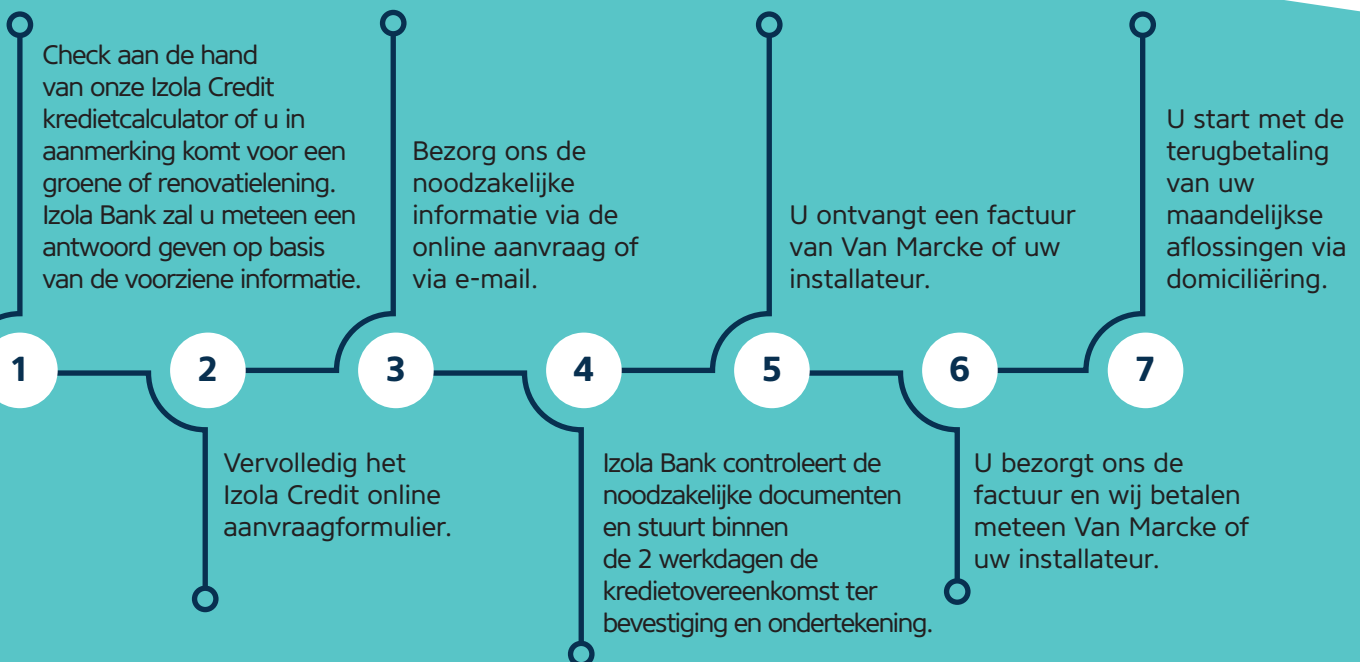 Check aan de hand
van onze Izola Credit
kredietcalculator of u in
aanmerking komt voor een
groene of renovatielening.
Izola Bank zal u meteen een
antwoord geven op basis
van de voorziene informatie.
Bezorg ons de
noodzakelijke
informatie via de
online aanvraag of
via e-mail.
U ontvangt een factuur
van Van Marcke of uw
installateur.
U start met de
terugbetaling
van uw
maandelijkse
aflossingen via
domiciliëring.
1
2
3
4
5
6
7
Vervolledig het
Izola Credit online
aanvraagformulier.
Izola Bank controleert de
noodzakelijke documenten
en stuurt binnen
de 2 werkdagen de
kredietovereenkomst ter
bevestiging en ondertekening.
U bezorgt ons de
factuur en wij betalen
meteen Van Marcke of
uw installateur.